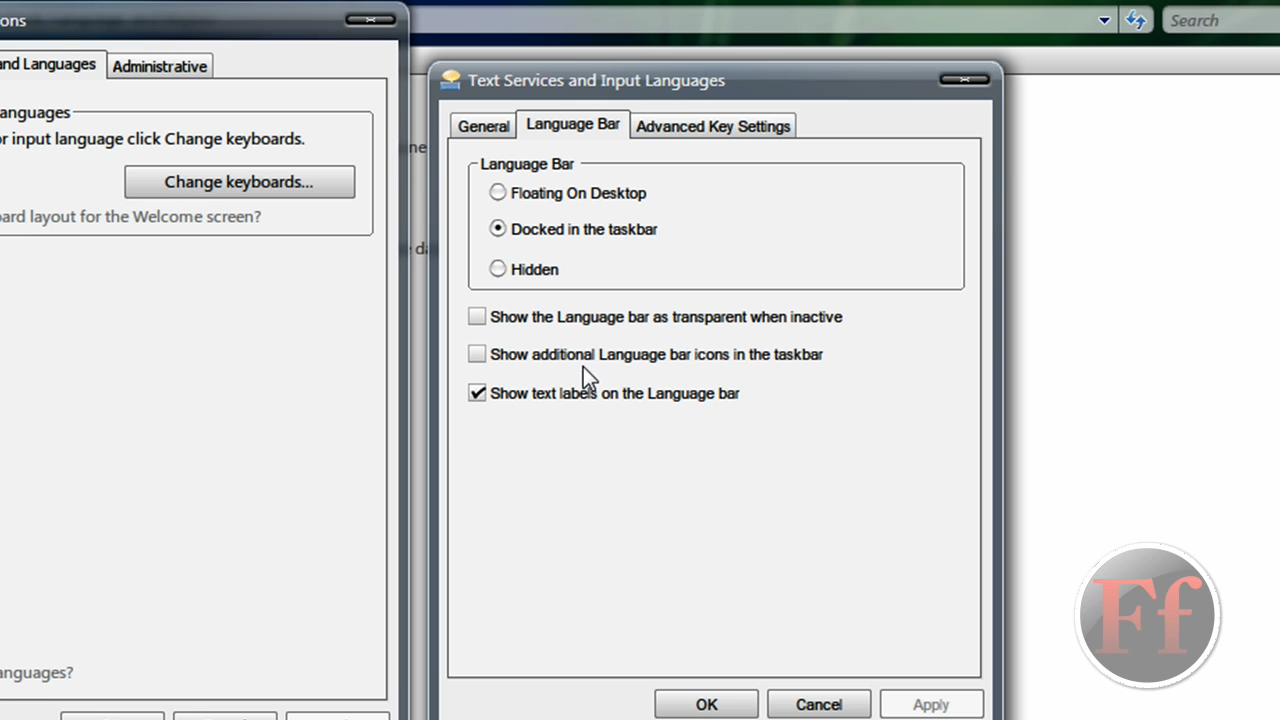 ons
Search
and Languages
Administrative
anguages
or input language click Change keyboards.
Change keyboards...
oard layout for the Welcome screen?
anguages?
Text Services and Input Languages
General
Language Bar
Advanced Key Settings
Language Bar
Floating On Desktop
Docked in the taskbar
Hidden
Show the Language bar as transparent when inactive
Show additional Language bar icons in the taskbar
Show text labels on the Language bar
OK
Cancel
Apply
Ff